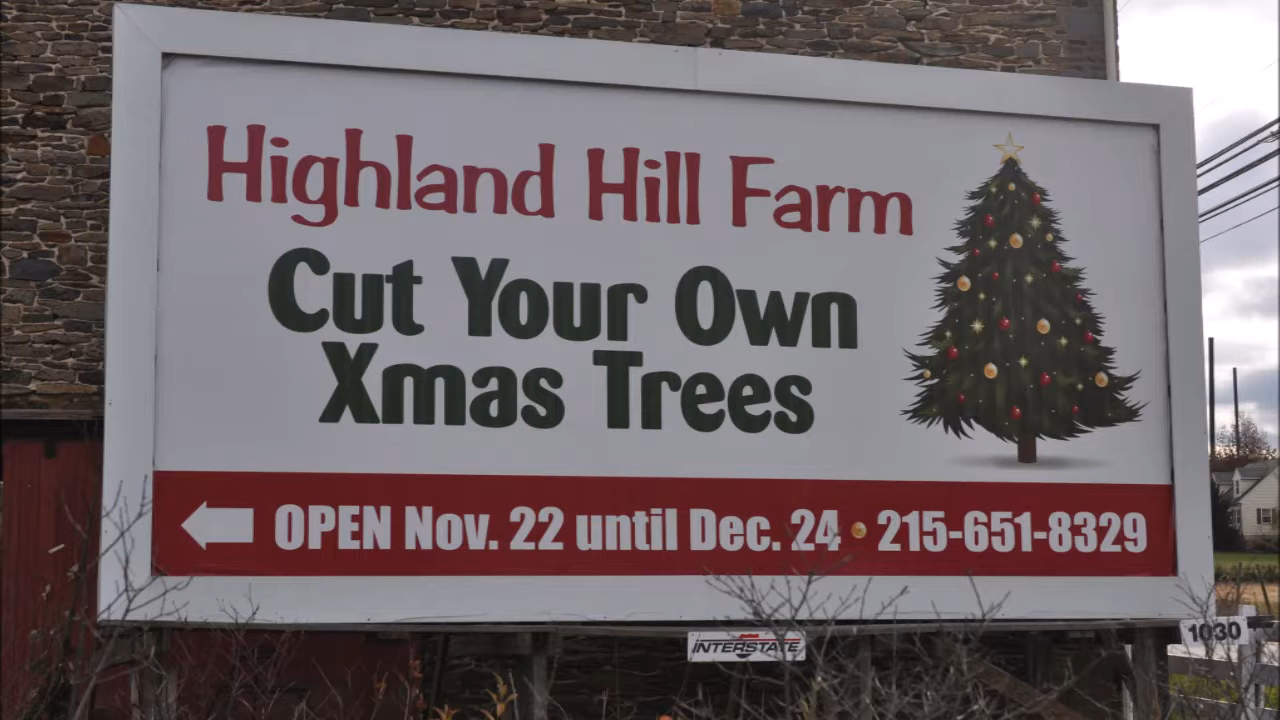 Highland Hill Farm
Cut Your Own
Xmas Trees
OPEN Nov. 22 until Dec. 24 • 215-651-8329
INTERSTATE
1030